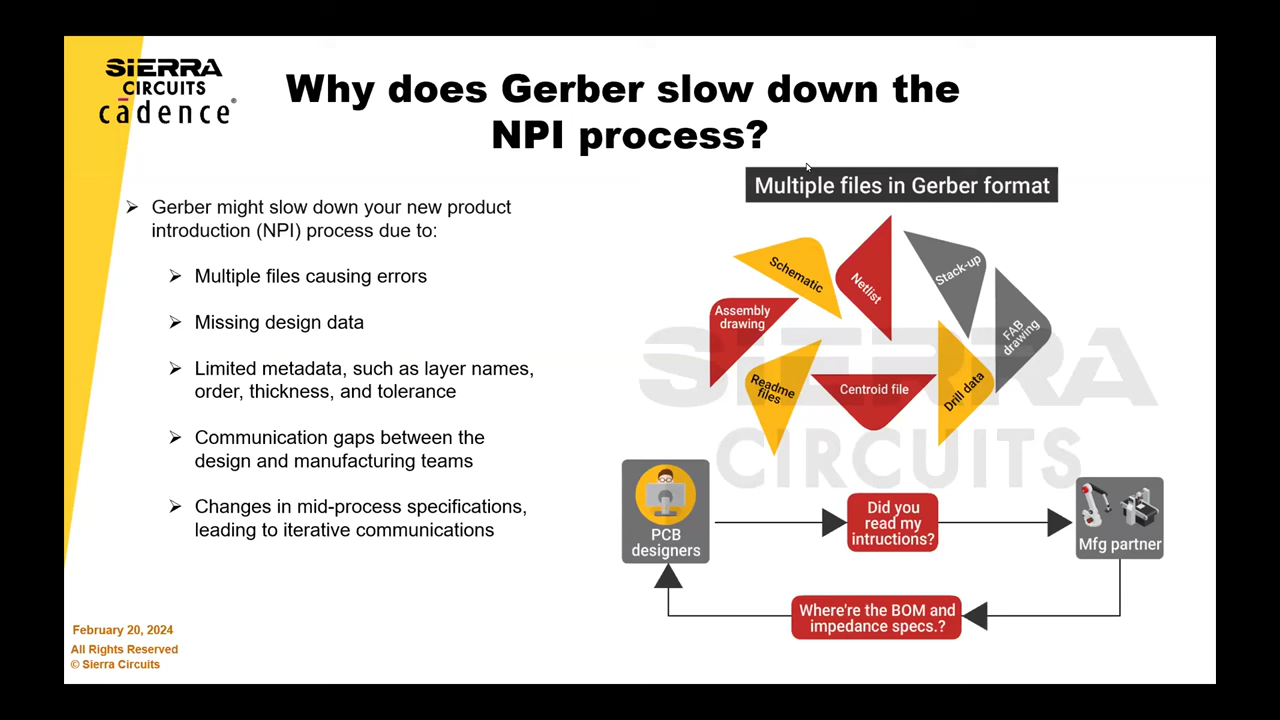 SIERRA
CIRCUITS
cādence®
Why does Gerber slow down the
NPI process?
➢ Gerber might slow down your new product
introduction (NPI) process due to:
➢ Multiple files causing errors
➢ Missing design data
➢ Limited metadata, such as layer names,
order, thickness, and tolerance
➢ Communication gaps between the
design and manufacturing teams
➢ Changes in mid-process specifications,
leading to iterative communications
Multiple files in Gerber format
Schematic
Netlist
Stack-up
Assembly
drawing
FAB
drawing
Readme
files
Centroid file
Drill data
SIERRA
CIRCUITS
PCB
designers
Did you
read my
intructions?
Mfg partner
Where're the BOM and
impedance specs.?
February 20, 2024
All Rights Reserved
© Sierra Circuits